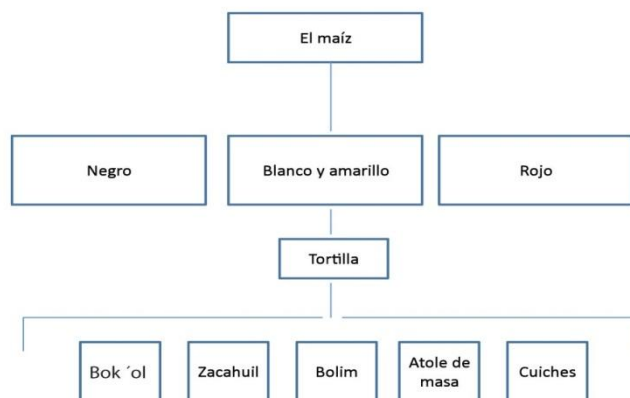 El maíz
Negro
Blanco y amarillo
Rojo
Tortilla
Bok ´ol
Zacahuil
Bolim
Atole de
masa
Cuiches